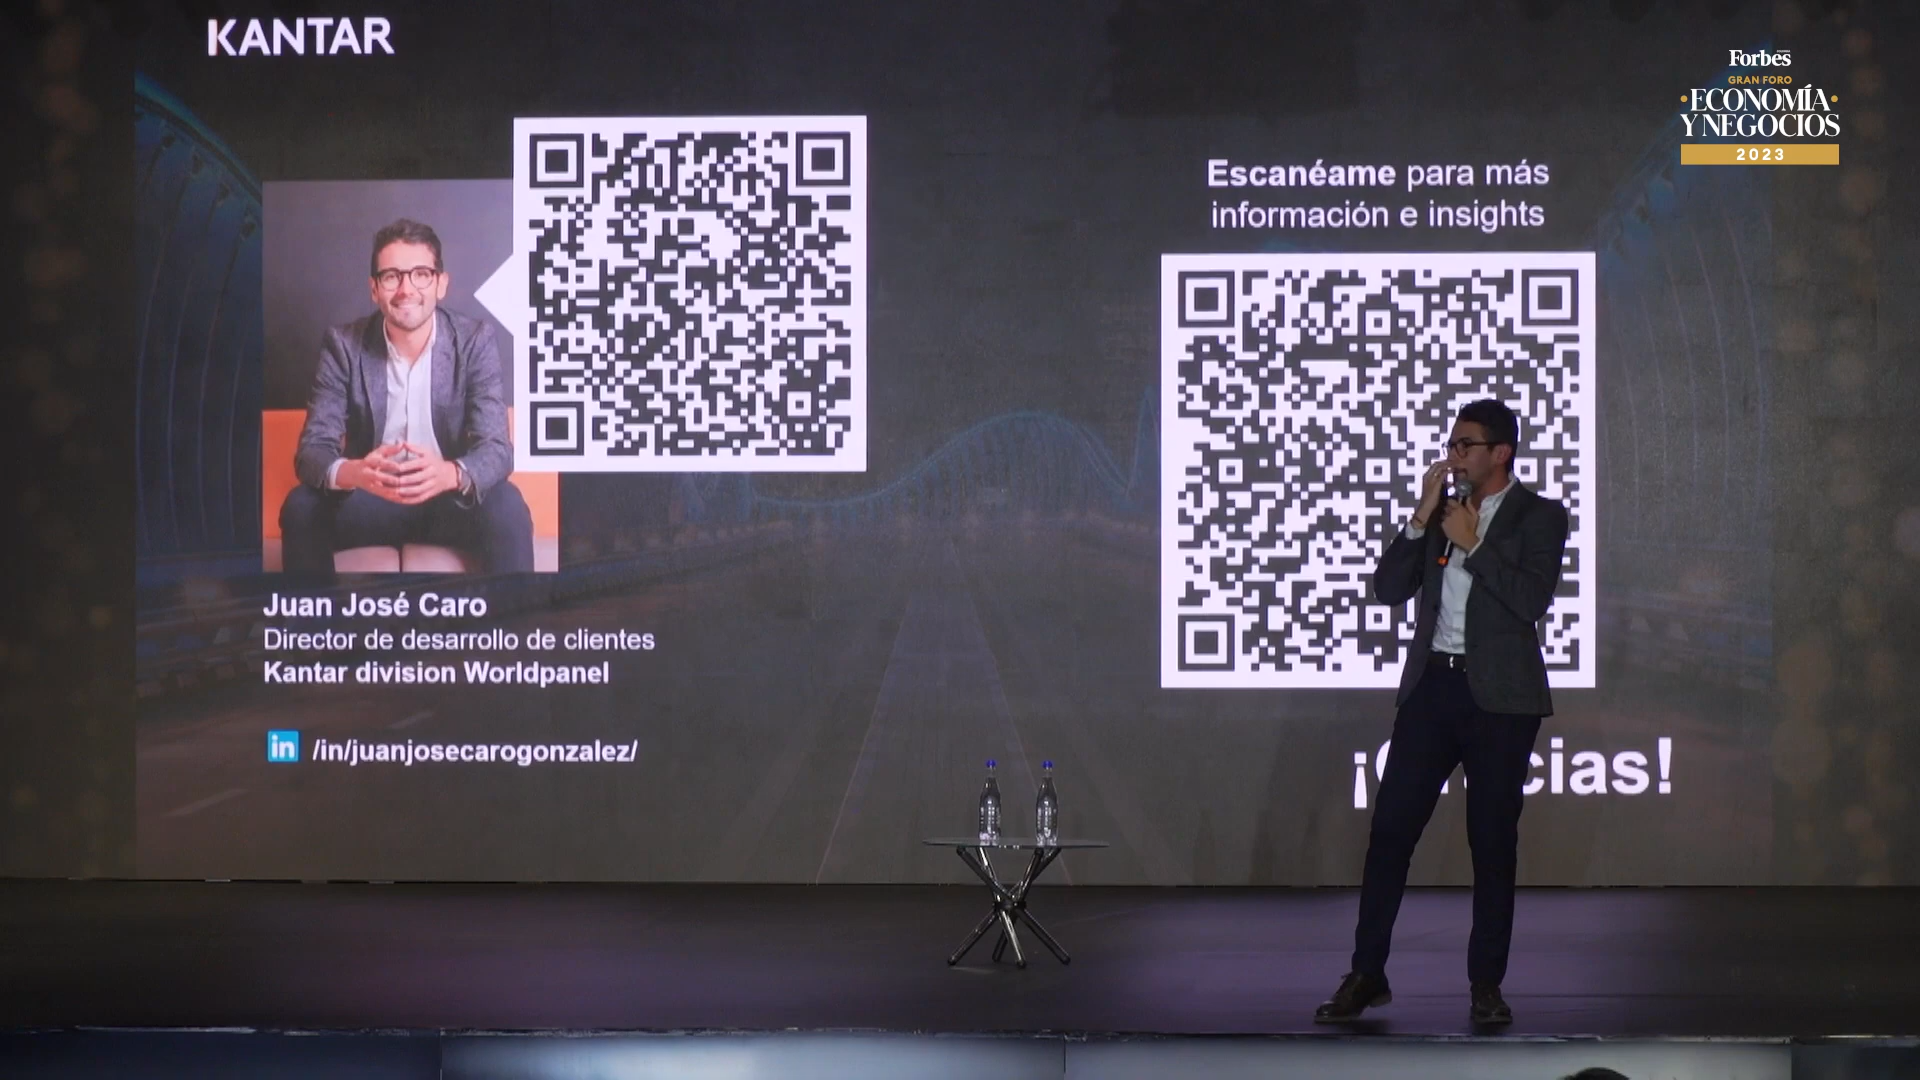 KANTAR
Forbes
GRAN FORO
ECONOMÍA
Y NEGOCIOS
2023
Escanéame para más
información e insights
Juan José Caro
Director de desarrollo de clientes
Kantar division Worldpanel
in /in/juanjosecarogonzalez/